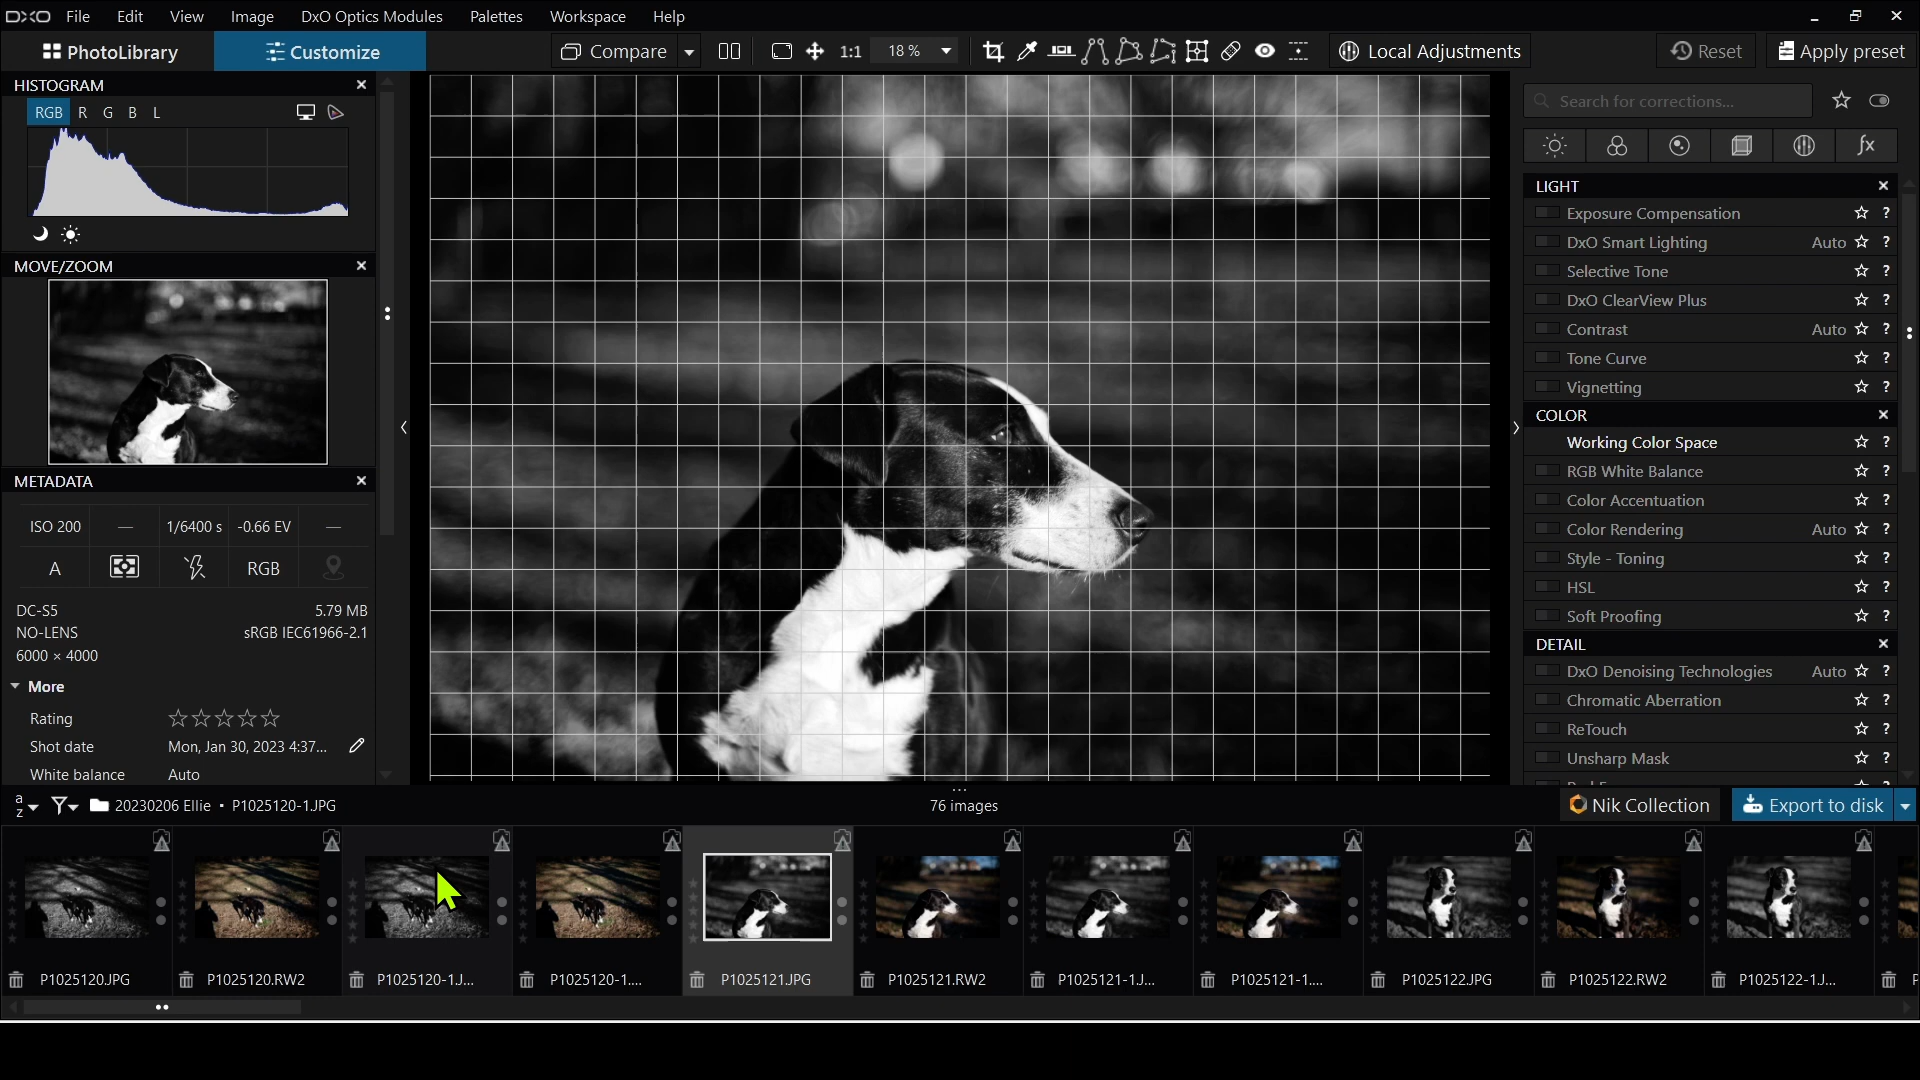 DXO File Edit View Image DxO Optics Modules Palettes Workspace Help
PhotoLibrary Customize Compare 1:1 18 % Local Adjustments Reset Apply preset
HISTOGRAM
RGB R G B L
MOVE/ZOOM
METADATA
ISO 200 — 1/6400 s -0.66 EV —
A RGB
DC-S5 5.79 MB
NO-LENS sRGB IEC61966-2.1
6000 × 4000
More
Rating
Shot date Mon, Jan 30, 2023 4:37...
White balance Auto
Search for corrections...
fx
LIGHT
Exposure Compensation ?
DxO Smart Lighting Auto ?
Selective Tone ?
DxO ClearView Plus ?
Contrast Auto ?
Tone Curve ?
Vignetting ?
COLOR
Working Color Space ?
RGB White Balance ?
Color Accentuation ?
Color Rendering Auto ?
Style - Toning ?
HSL ?
Soft Proofing ?
DETAIL
DxO Denoising Technologies Auto ?
Chromatic Aberration ?
ReTouch ?
Unsharp Mask ?
a
z
20230206 Ellie • P1025120-1.JPG 76 images Nik Collection Export to disk
P1025120.JPG P1025120.RW2 P1025120-1.J... P1025120-1.... P1025121.JPG P1025121.RW2 P1025121-1.J... P1025121-1.... P1025122.JPG P1025122.RW2 P1025122-1.J...